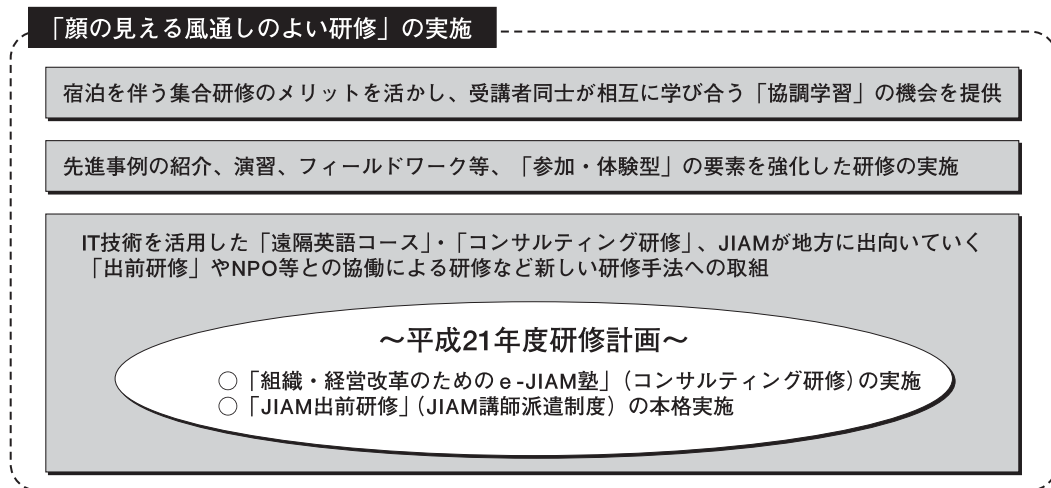 「顔の見える風通しのよい研修」の実施
宿泊を伴う集合研修のメリットを活かし、受講者同士が相互に学び合う「協調学習」の機会を提供
先進事例の紹介、演習、フィールドワーク等、「参加・体験型」の要素を強化した研修の実施
IT技術を活用した「遠隔英語コース」・「コンサルティング研修」、JIAMが地方に出向いていく
「出前研修」やNPO等との協働による研修など新しい研修手法への取組
～平成21年度研修計画～
○「組織・経営改革のためのｅ-JIAM塾」（コンサルティング研修）の実施
○「JIAM出前研修」（JIAM講師派遣制度）の本格実施